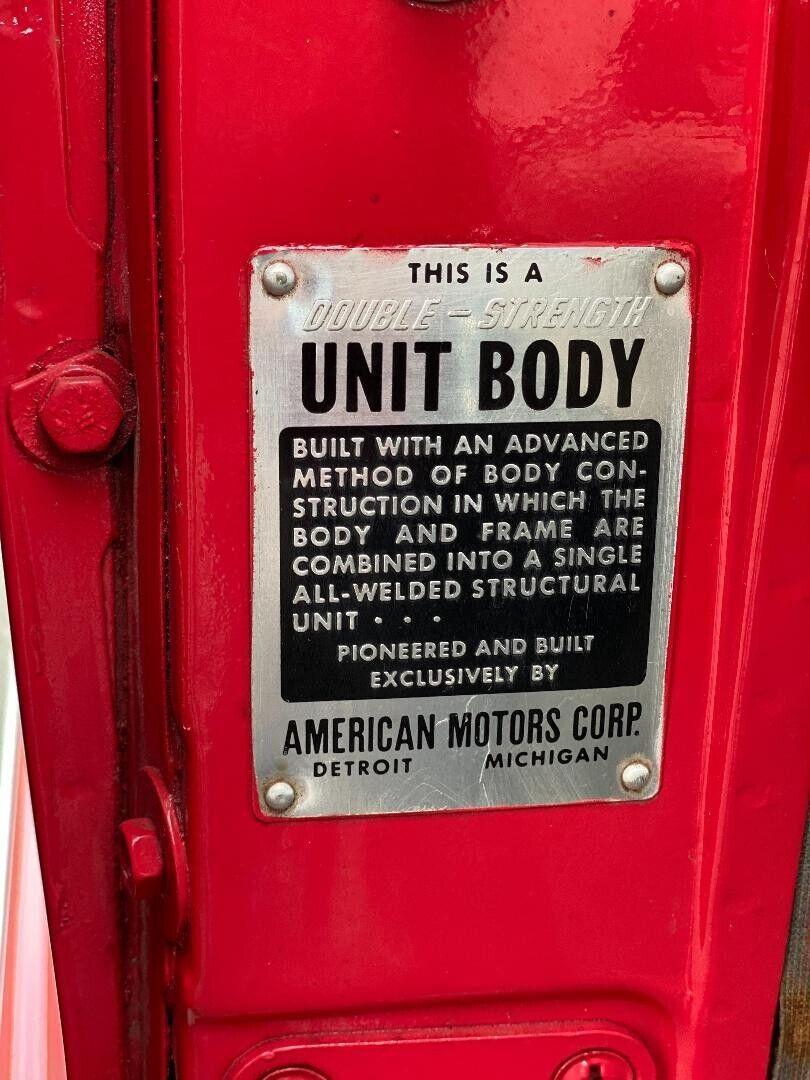 THIS IS A
DOUBLE - STRENGTH
UNIT BODY
BUILT WITH AN ADVANCED
METHOD OF BODY CON-
STRUCTION IN WHICH THE
BODY AND FRAME ARE
COMBINED INTO A SINGLE
ALL-WELDED STRUCTURAL
UNIT • • •
PIONEERED AND BUILT
EXCLUSIVELY BY
AMERICAN MOTORS CORP.
DETROIT MICHIGAN